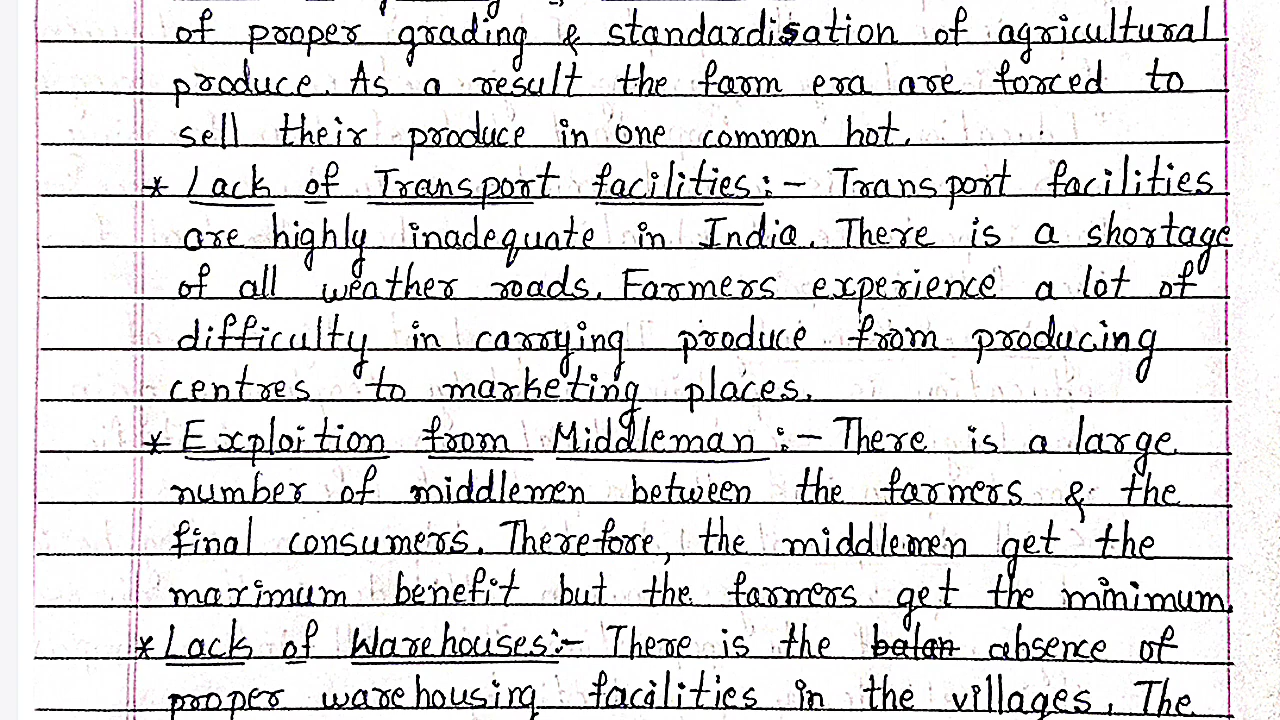 of proper grading & standardisation of agricultural
produce. As a result the farm era are forced to
sell their produce in one common hot.
* Lack of Transport facilities :- Transport facilities
are highly inadequate in India. There is a shortage
of all weather roads. Farmers experience a lot of
difficulty in carrying produce from producing
centres to marketing places.
* Exploition from Middleman :- There is a large
number of middlemen between the farmers & the
final consumers. Therefore, the middlemen get the
maximum benefit but the farmers get the minimum.
* Lack of Warehouses :- There is the balan absence of
proper warehousing facilities in the villages. The